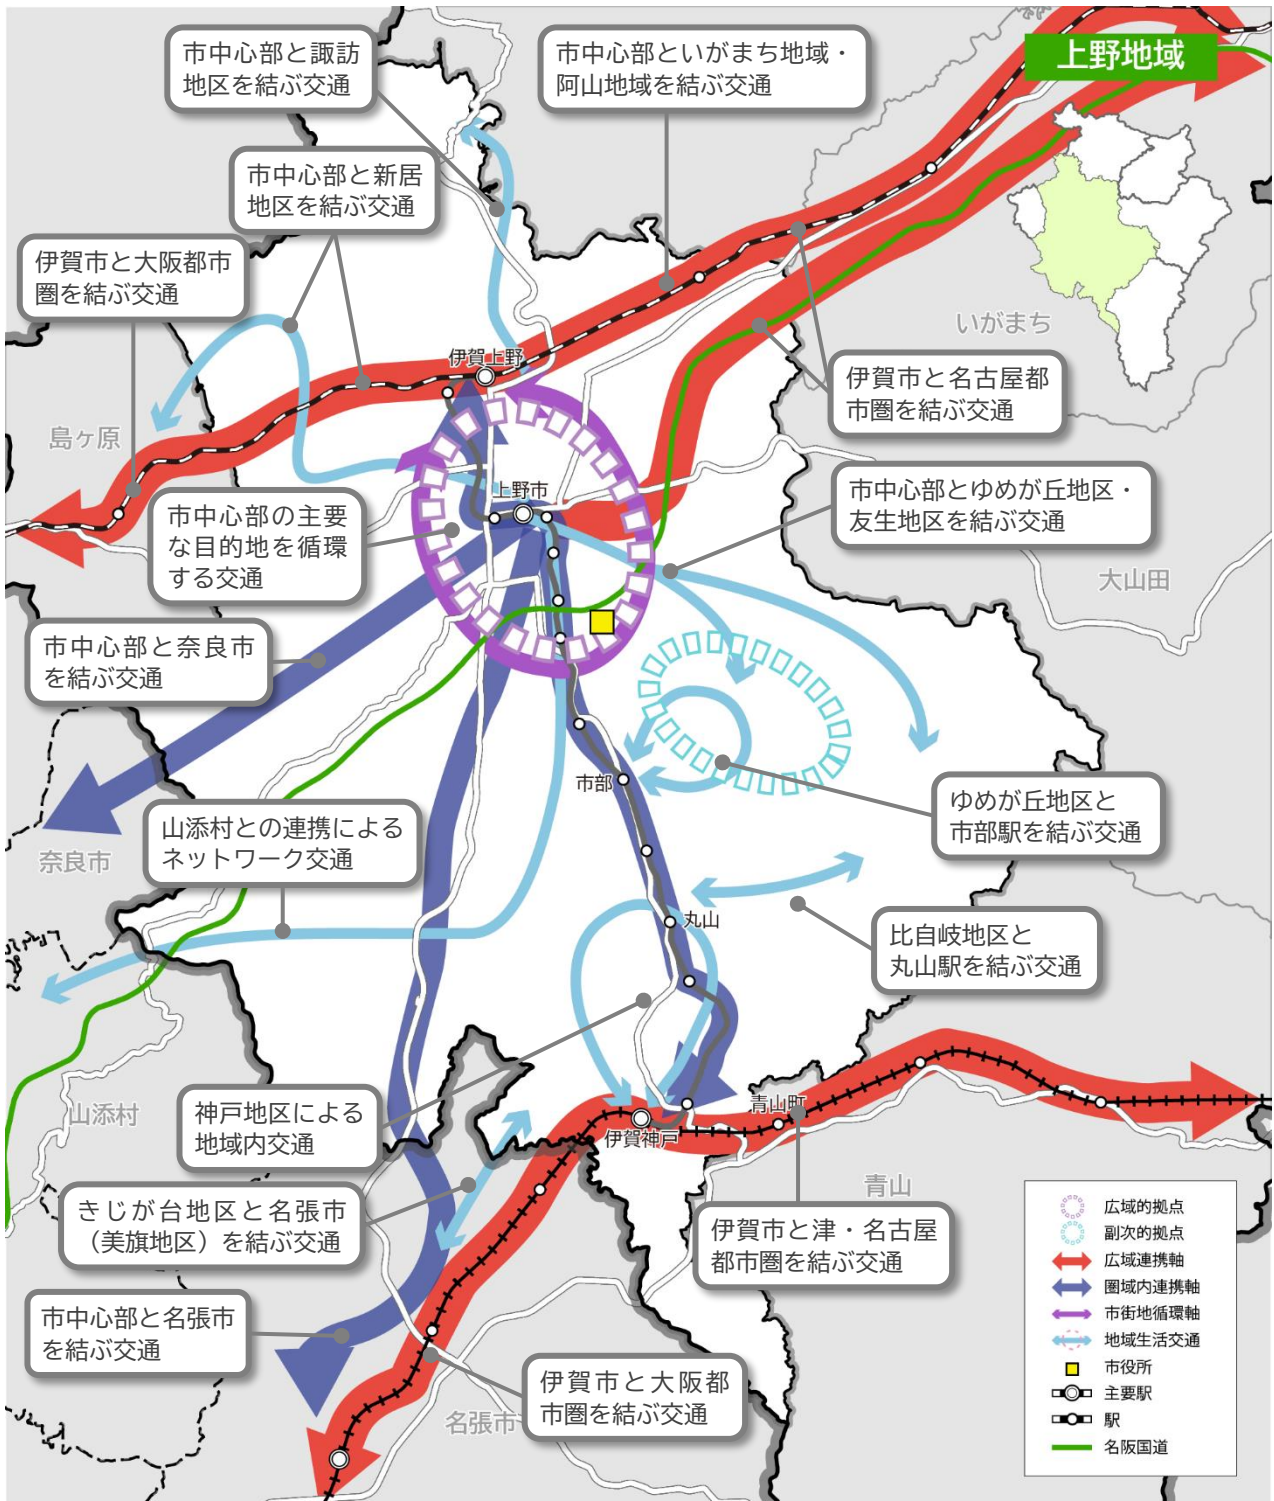 上野地域
市中心部と諏訪
地区を結ぶ交通
市中心部といがまち地域・
阿山地域を結ぶ交通
市中心部と新居
地区を結ぶ交通
伊賀市と大阪都市
圏を結ぶ交通
いがまち
伊賀上野
伊賀市と名古屋都
市圏を結ぶ交通
島ヶ原
上野市
市中心部とゆめが丘地区・
友生地区を結ぶ交通
市中心部の主要
な目的地を循環
する交通
大山田
市中心部と奈良市
を結ぶ交通
市部
ゆめが丘地区と
市部駅を結ぶ交通
山添村との連携による
ネットワーク交通
奈良市
丸山
比自岐地区と
丸山駅を結ぶ交通
山添村
神戸地区による
地域内交通
青山町
伊賀神戸
青山
きじが台地区と名張市
（美旗地区）を結ぶ交通
伊賀市と津・名古屋
都市圏を結ぶ交通
市中心部と名張市
を結ぶ交通
伊賀市と大阪都
市圏を結ぶ交通
名張市
広域的拠点
副次的拠点
広域連携軸
圏域内連携軸
市街地循環軸
地域生活交通
市役所
主要駅
駅
名阪国道